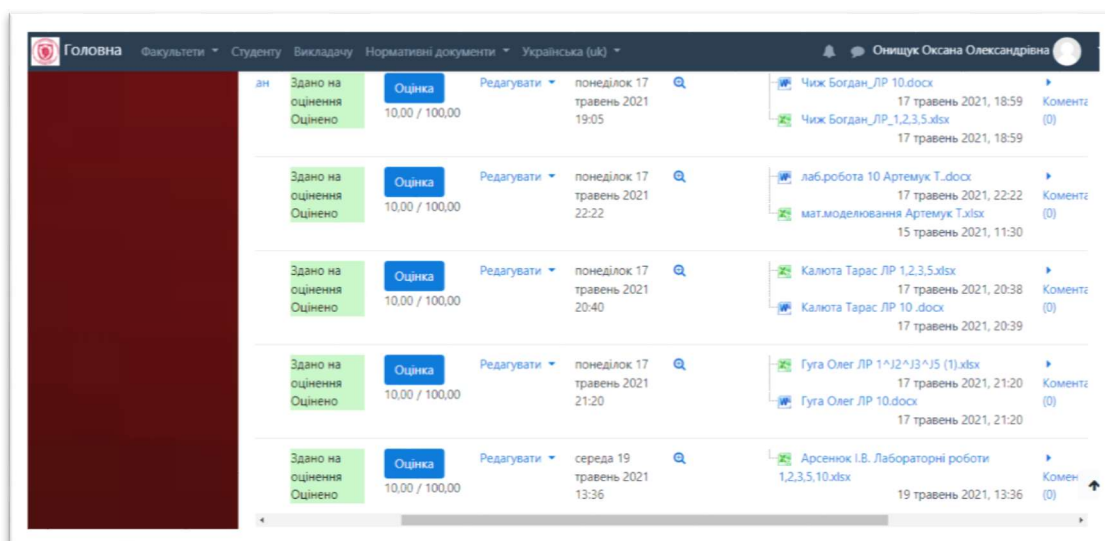 Головна Факультети Студенту Викладачу Нормативні документи Українська (uk) Онищук Оксана Олександрівна
ан Здано на оцінення Оцінено Оцінка 10,00 / 100,00 Редагувати понеділок 17 травень 2021 19:05
Чиж Богдан_ЛР 10.docx
17 травень 2021, 18:59
Чиж Богдан_ЛР_1,2,3,5.xlsx
17 травень 2021, 18:59
Комента (0)
Здано на оцінення Оцінено Оцінка 10,00 / 100,00 Редагувати понеділок 17 травень 2021 22:22
лаб.робота 10 Артемук Т..docx
17 травень 2021, 22:22
мат.моделювання Артемук Т.xlsx
15 травень 2021, 11:30
Комента (0)
Здано на оцінення Оцінено Оцінка 10,00 / 100,00 Редагувати понеділок 17 травень 2021 20:40
Калюта Тарас ЛР 1,2,3,5.xlsx
17 травень 2021, 20:38
Калюта Тарас ЛР 10 .docx
17 травень 2021, 20:39
Комента (0)
Здано на оцінення Оцінено Оцінка 10,00 / 100,00 Редагувати понеділок 17 травень 2021 21:20
Гуга Олег ЛР 1^J2^J3^J5 (1).xlsx
17 травень 2021, 21:20
Гуга Олег ЛР 10.docx
17 травень 2021, 21:20
Комента (0)
Здано на оцінення Оцінено Оцінка 10,00 / 100,00 Редагувати середа 19 травень 2021 13:36
Арсенюк І.В. Лабораторні роботи
1,2,3,5,10.xlsx
19 травень 2021, 13:36
Комен (0)